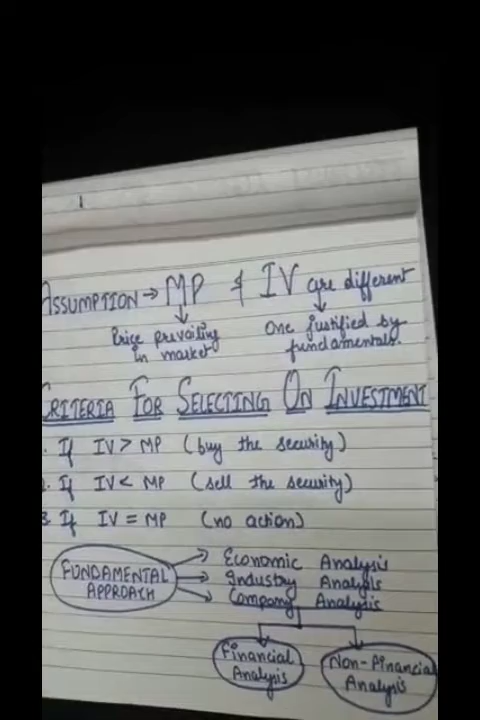 ASSUMPTION → MP & IV are different
Price prevailing in market
One justified by fundamentals.
CRITERIA FOR SELECTING ON INVESTMENT
1. If IV > MP (buy the security)
2. If IV < MP (sell the security)
3. If IV = MP (no action)
FUNDAMENTAL APPROACH
Economic Analysis
Industry Analysis
Company Analysis
Financial Analysis
Non-Financial Analysis